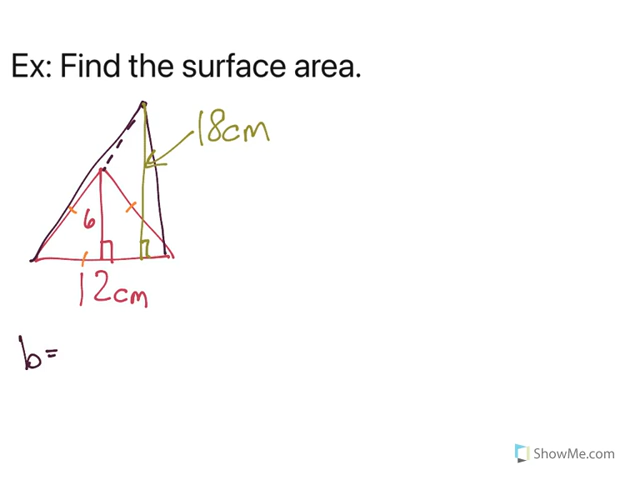 Ex: Find the surface area.
18cm
6
12cm
b=
ShowMe.com